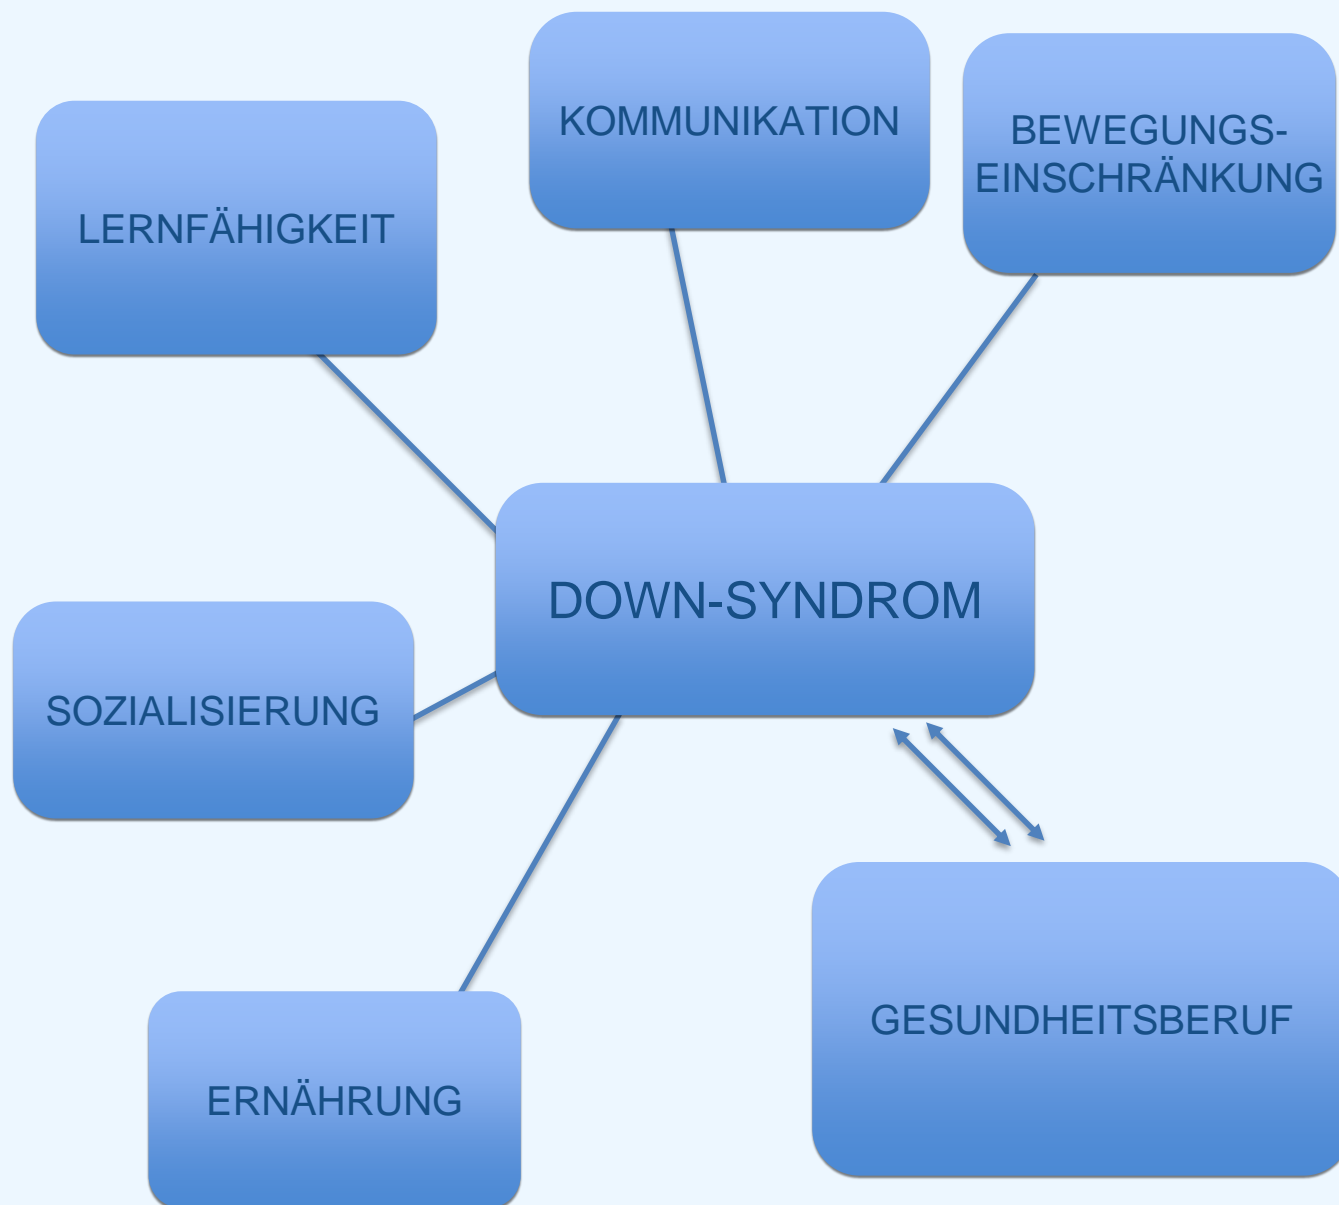 KOMMUNIKATION
BEWEGUNGS-
EINSCHRÄNKUNG
LERNFÄHIGKEIT
DOWN-SYNDROM
SOZIALISIERUNG
GESUNDHEITSBERUF
ERNÄHRUNG